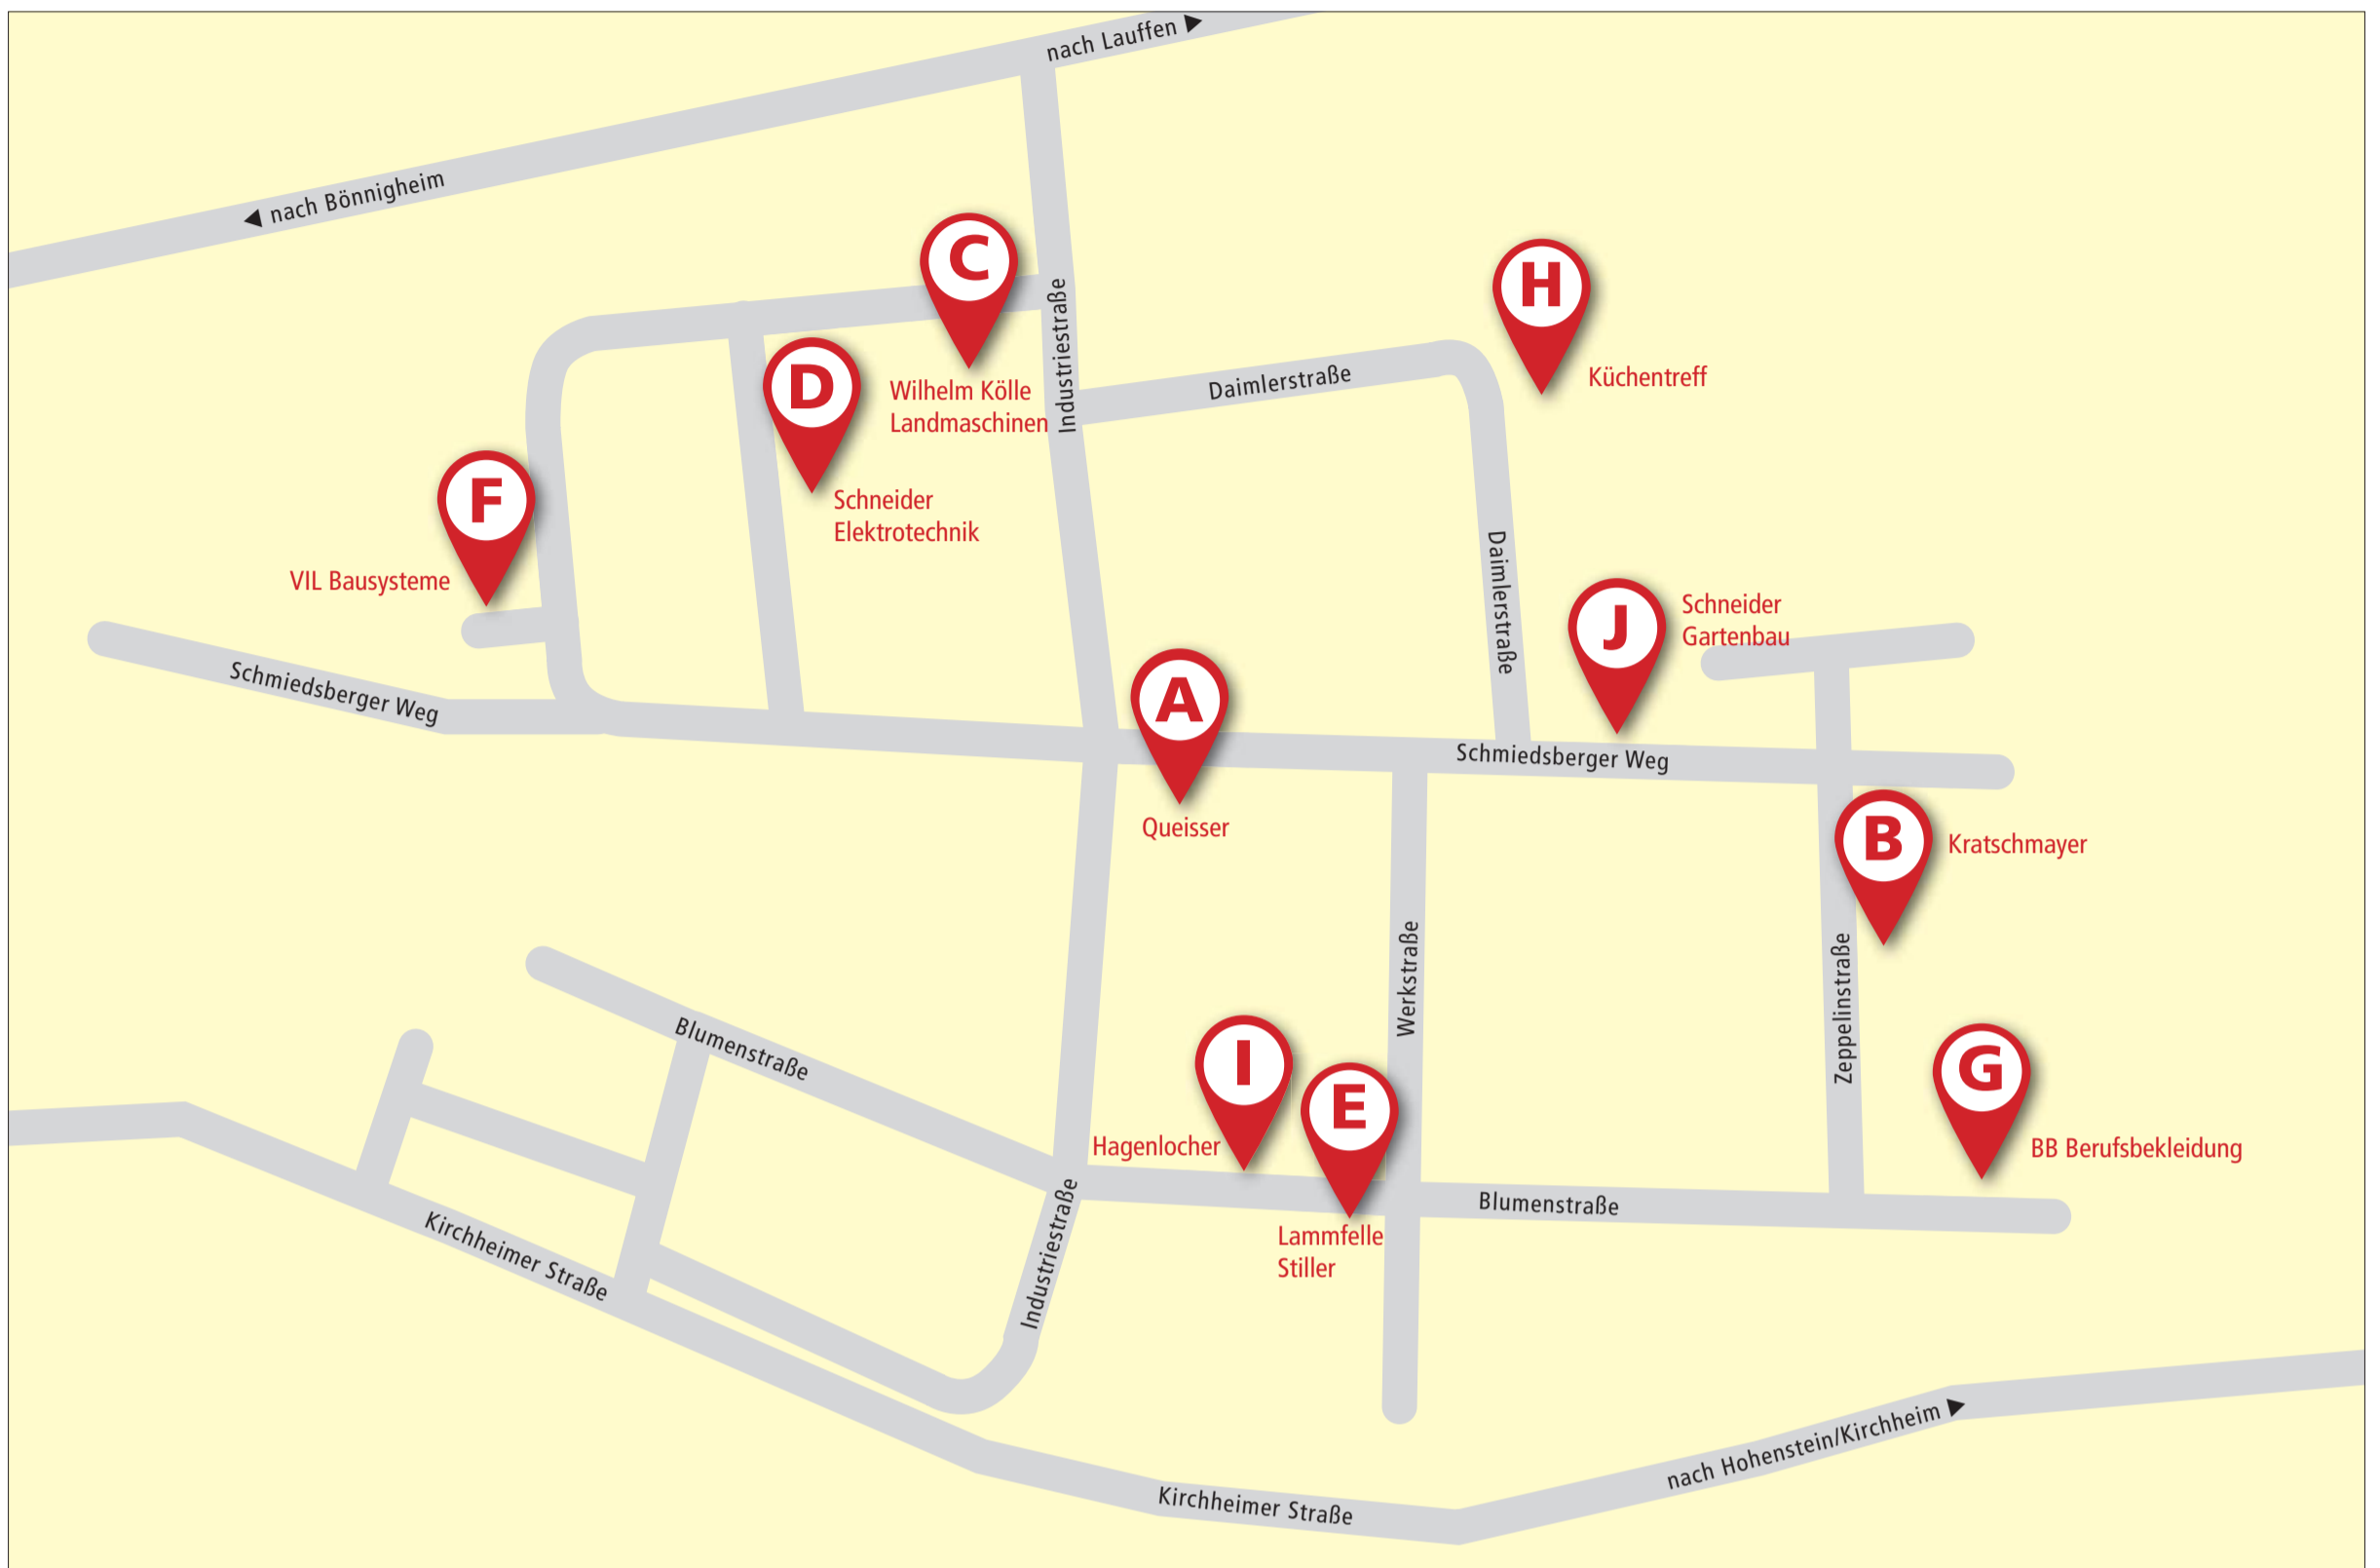 nach Lauffen ▶
◀ nach Bönnigheim
C
Wilhelm Kölle
Landmaschinen
Industriestraße
H
Küchentreff
D
Schneider
Elektrotechnik
Daimlerstraße
F
VIL Bausysteme
Daimlerstraße
J
Schneider
Gartenbau
Schmiedsberger Weg
A
Queisser
Schmiedsberger Weg
B
Kratschmayer
Werkstraße
Zeppelinstraße
Blumenstraße
I
Hagenlocher
E
Lammfelle
Stiller
G
BB Berufsbekleidung
Blumenstraße
Industriestraße
Kirchheimer Straße
Kirchheimer Straße
nach Hohenstein/Kirchheim ▶